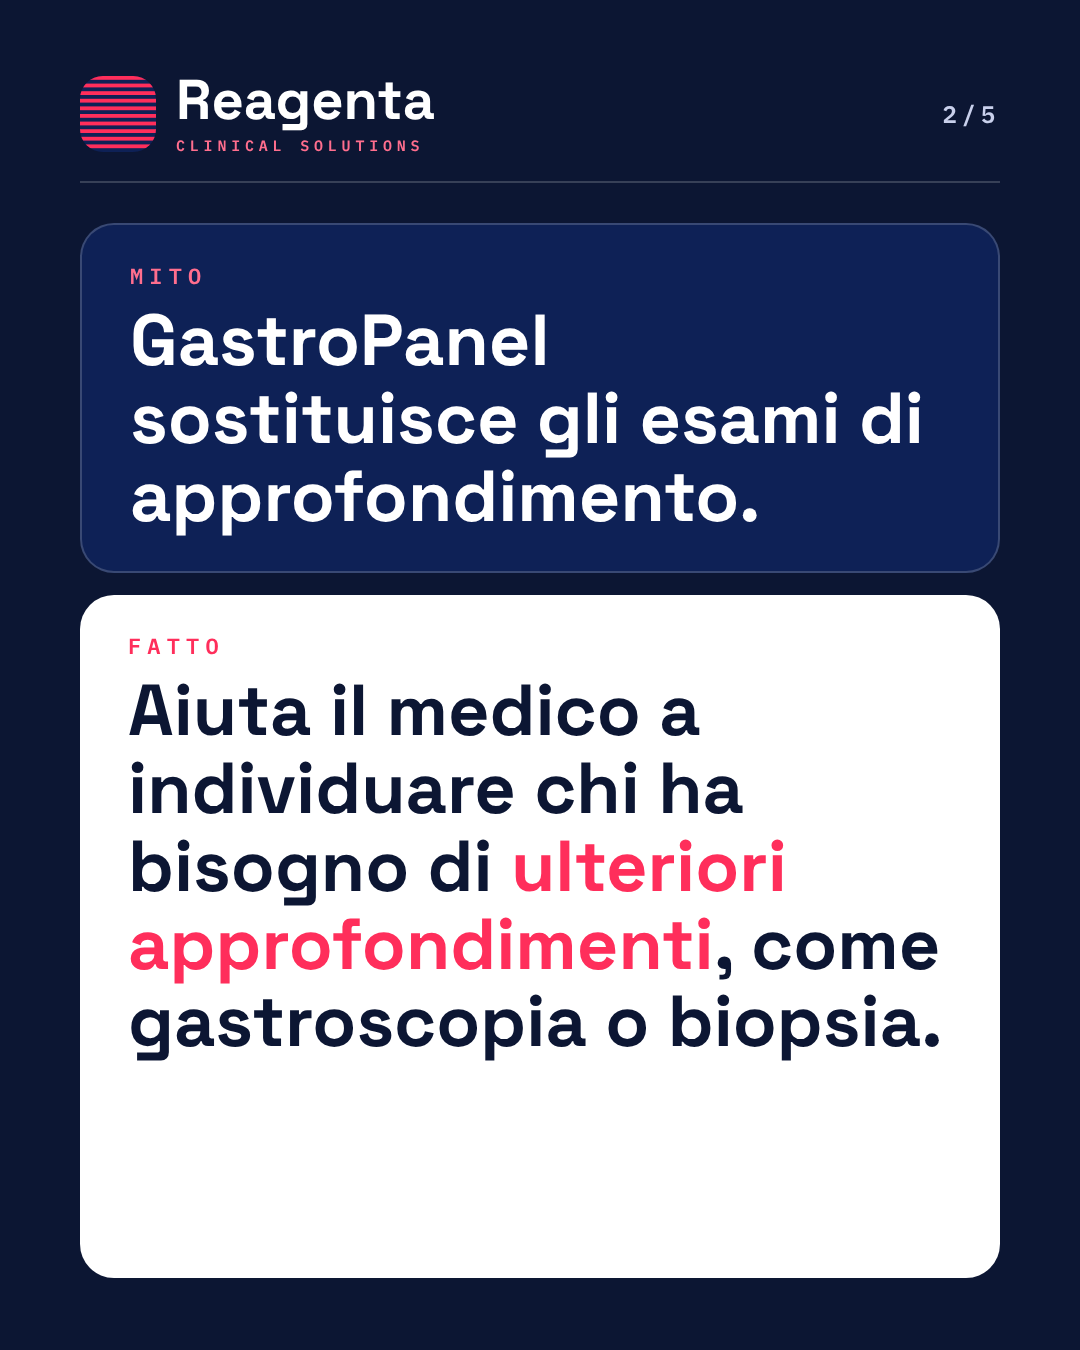 Reagenta
CLINICAL SOLUTIONS
2/5
MITO
GastroPanel
sostituisce gli esami di
approfondimento.
FATTO
Aiuta il medico a
individuare chi ha
bisogno di ulteriori
approfondimenti, come
gastroscopia o biopsia.